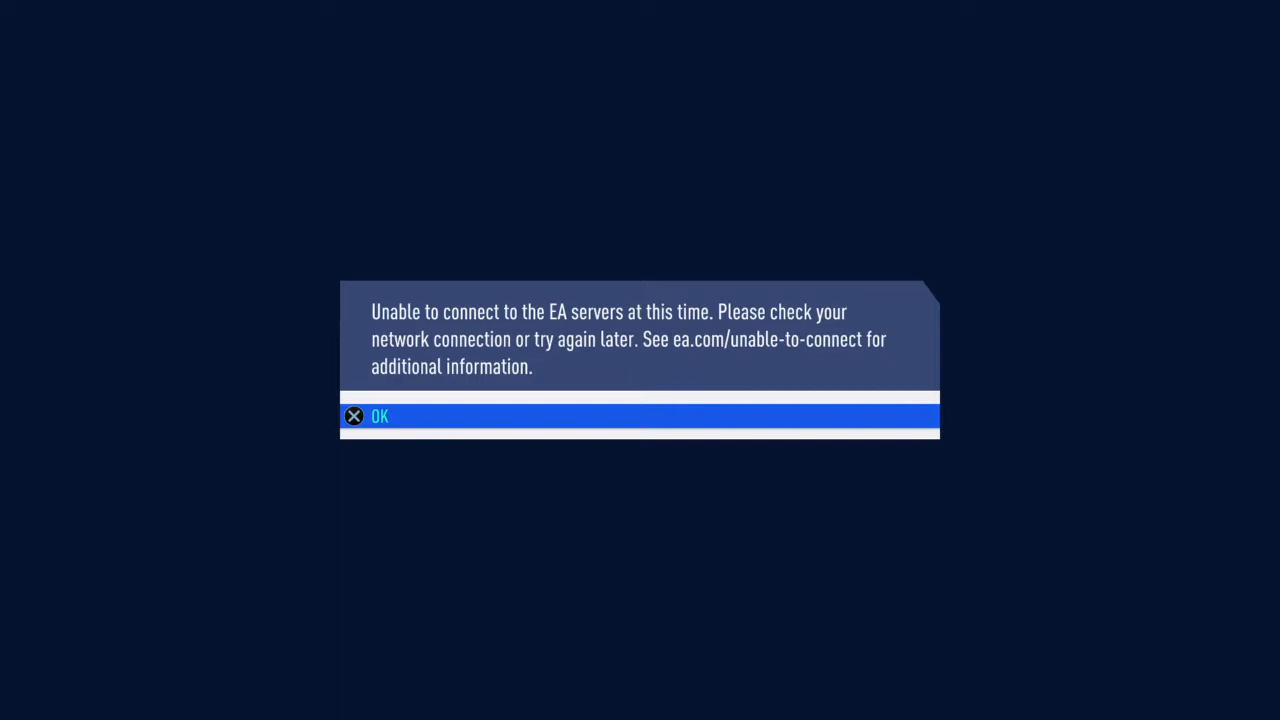 Unable to connect to the EA servers at this time. Please check your
network connection or try again later. See ea.com/unable-to-connect for
additional information.
OK